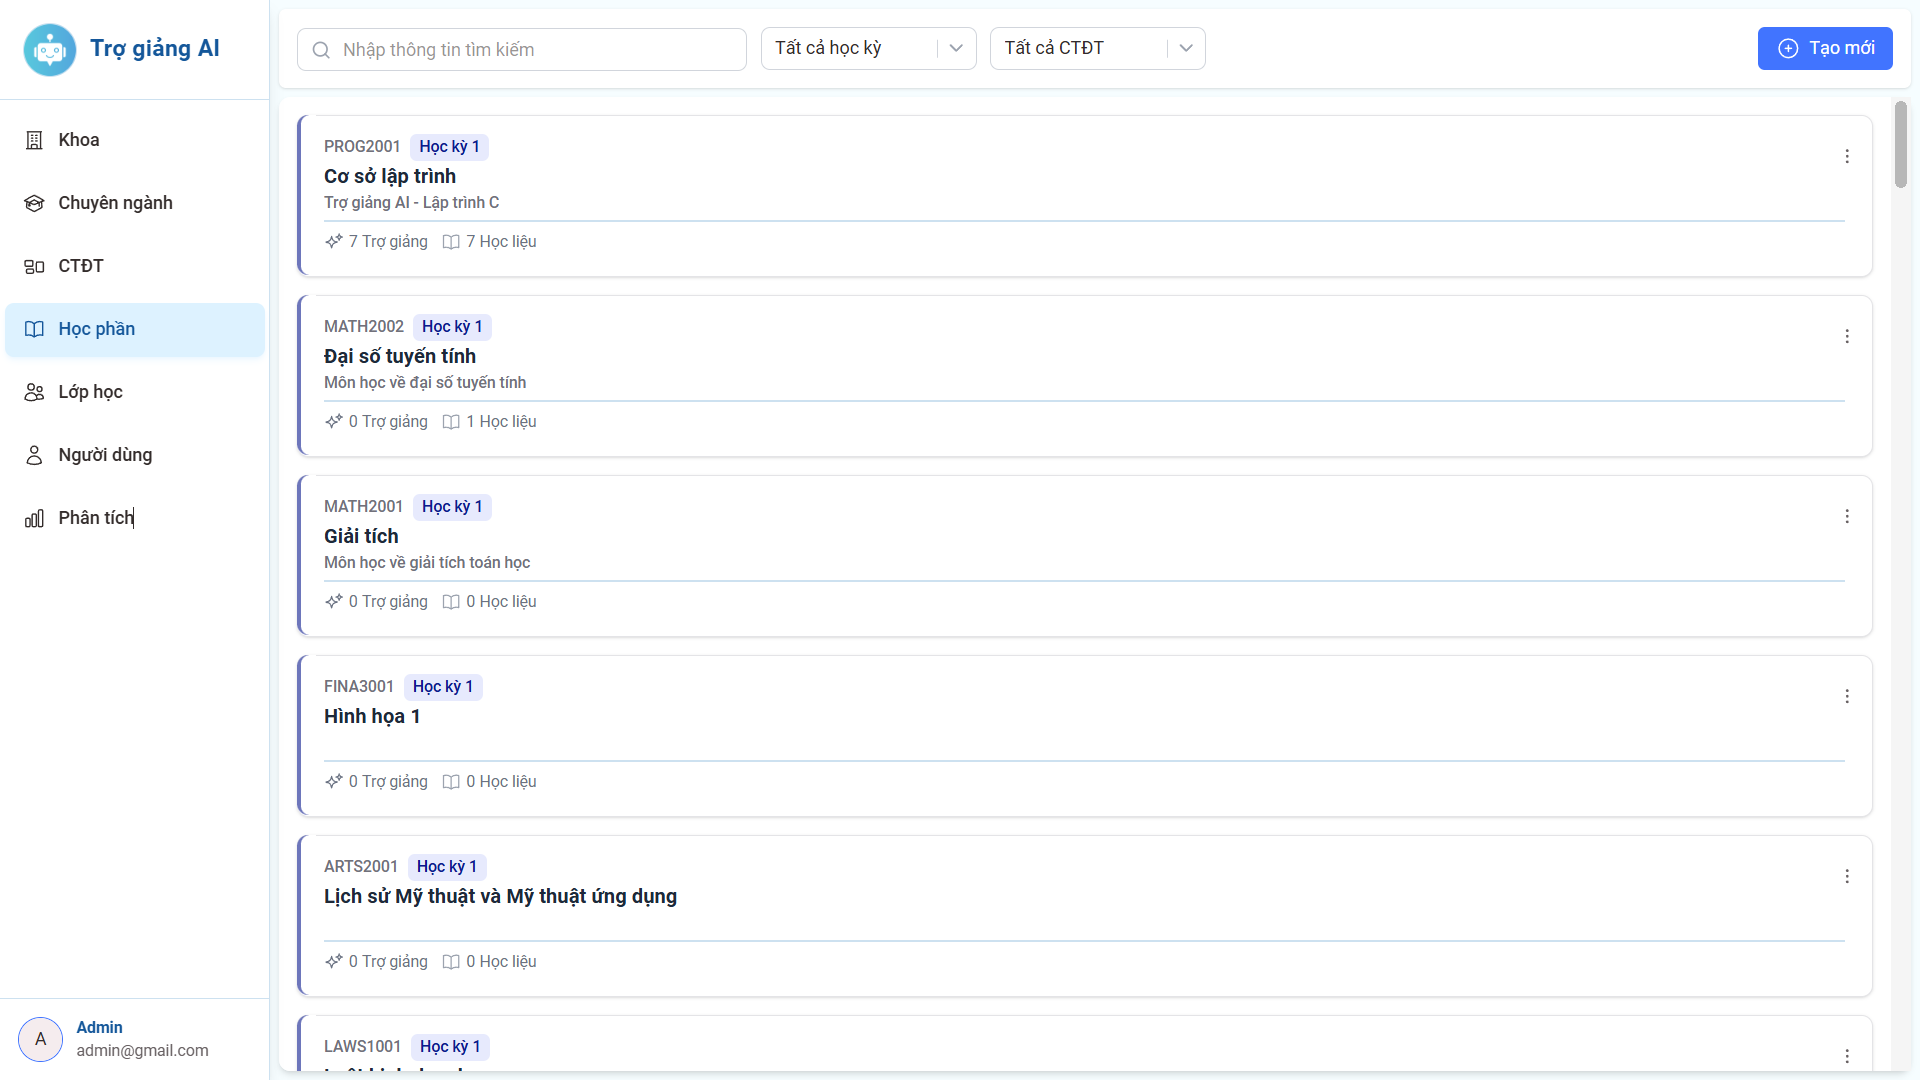 Trợ giảng AI
Khoa
Chuyên ngành
CTĐT
Học phần
Lớp học
Người dùng
Phân tích
A
Admin
admin@gmail.com
Nhập thông tin tìm kiếm
Tất cả học kỳ
Tất cả CTĐT
Tạo mới
PROG2001 Học kỳ 1
Cơ sở lập trình
Trợ giảng AI - Lập trình C
7 Trợ giảng 7 Học liệu
MATH2002 Học kỳ 1
Đại số tuyến tính
Môn học về đại số tuyến tính
0 Trợ giảng 1 Học liệu
MATH2001 Học kỳ 1
Giải tích
Môn học về giải tích toán học
0 Trợ giảng 0 Học liệu
FINA3001 Học kỳ 1
Hình họa 1
0 Trợ giảng 0 Học liệu
ARTS2001 Học kỳ 1
Lịch sử Mỹ thuật và Mỹ thuật ứng dụng
0 Trợ giảng 0 Học liệu
LAWS1001 Học kỳ 1